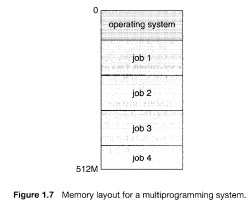 0
operating system
job 1
job 2
job 3
job 4
512M
Figure 1.7 Memory layout for a multiprogramming system.